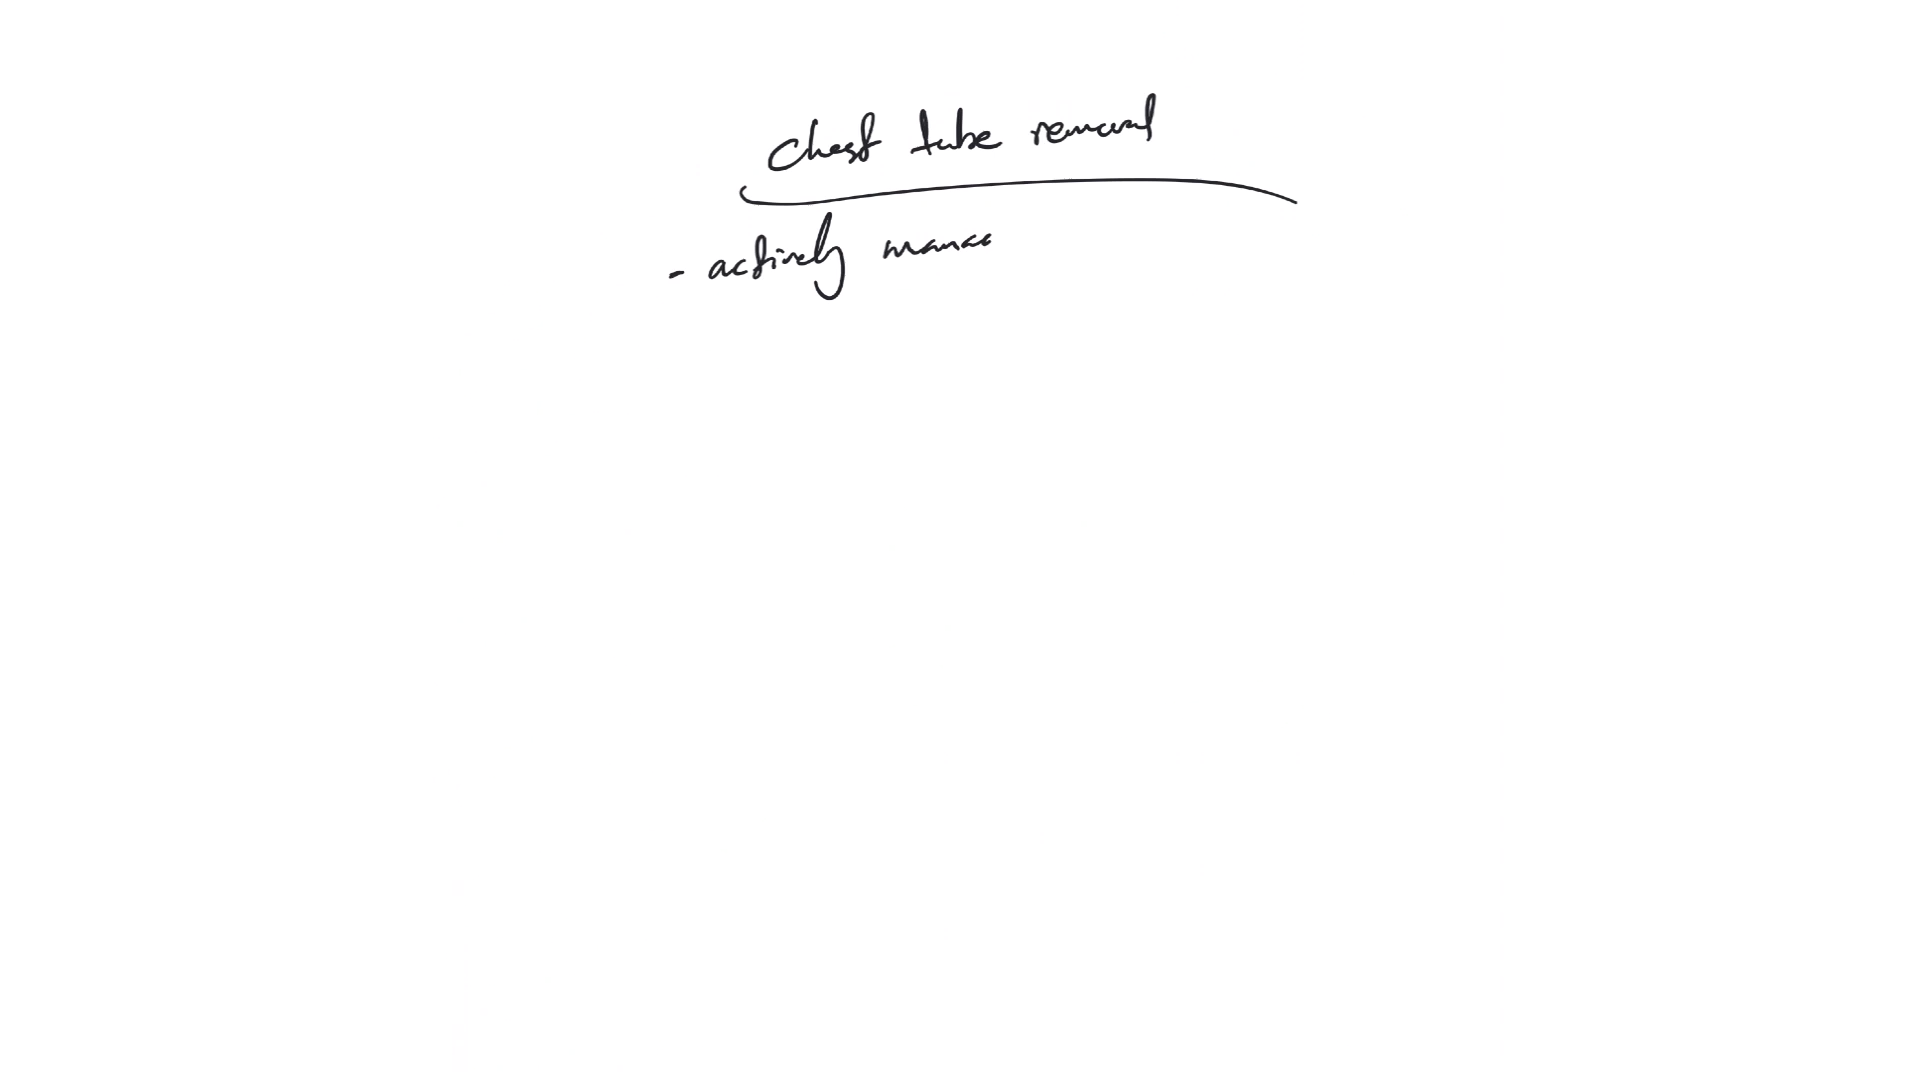 chest tube removal
- actively